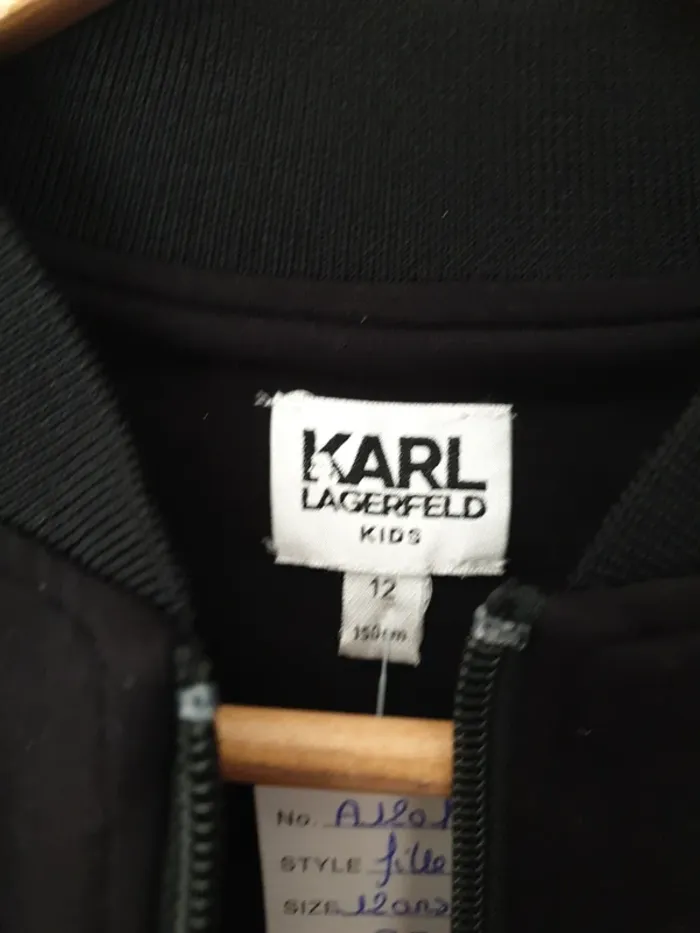 KARL
LAGERFELD
KIDS
12
150cm
No.
STYLE fille
SIZE 12ans